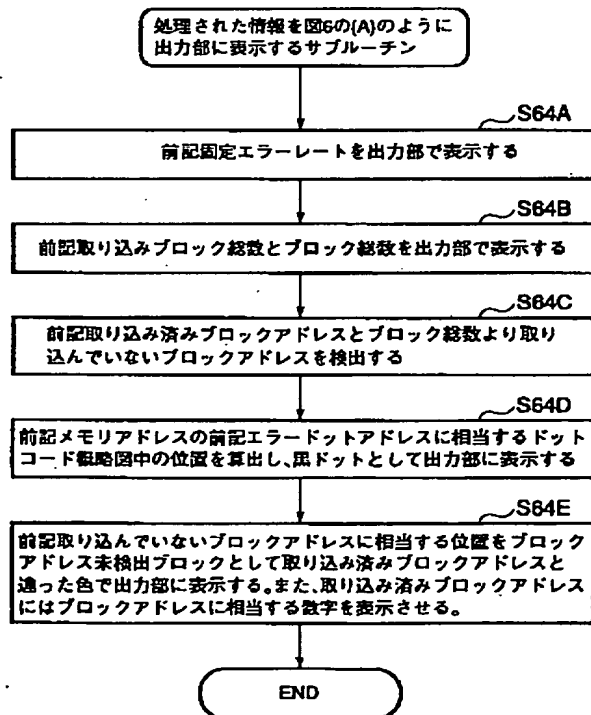 処理された情報を図6の(A)のように
出力部に表示するサブルーチン
S64A
前記固定エラーレートを出力部で表示する
S64B
前記取り込みブロック総数とブロック総数を出力部で表示する
S64C
前記取り込み済みブロックアドレスとブロック総数より取り
込んでいないブロックアドレスを検出する
S64D
前記メモリアドレスの前記エラードットアドレスに相当するドット
コード概略図中の位置を算出し、黒ドットとして出力部に表示する
S64E
前記取り込んでいないブロックアドレスに相当する位置をブロック
アドレス未検出ブロックとして取り込み済みブロックアドレスと
違った色で出力部に表示する。また、取り込み済みブロックアドレス
にはブロックアドレスに相当する数字を表示させる。
END